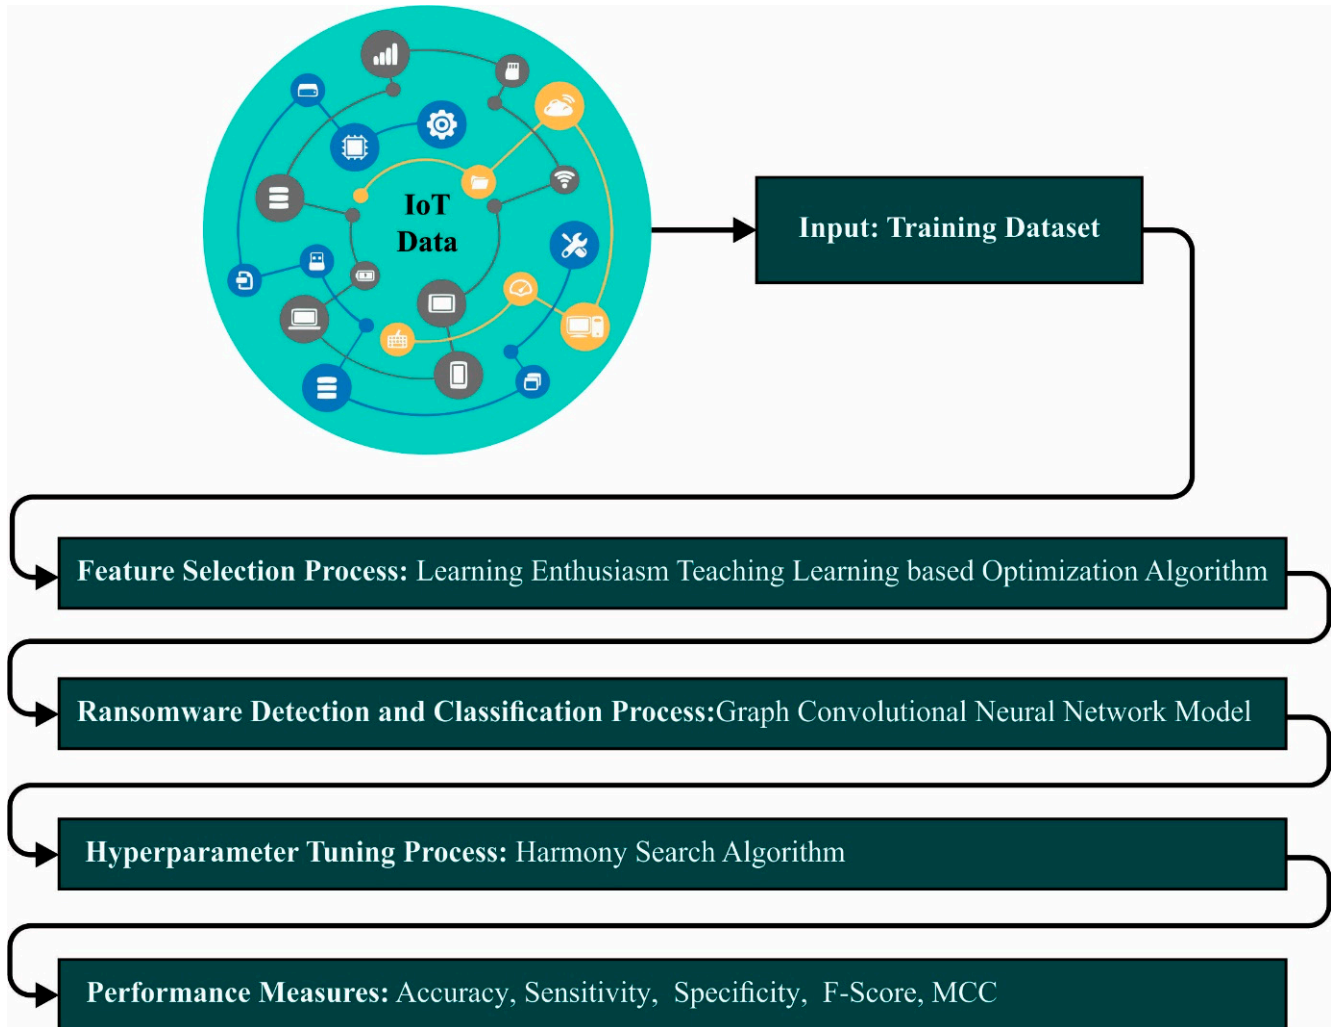 IoT
Data
Input: Training Dataset
Feature Selection Process: Learning Enthusiasm Teaching Learning based Optimization Algorithm
Ransomware Detection and Classification Process:Graph Convolutional Neural Network Model
Hyperparameter Tuning Process: Harmony Search Algorithm
Performance Measures: Accuracy, Sensitivity, Specificity, F-Score, MCC